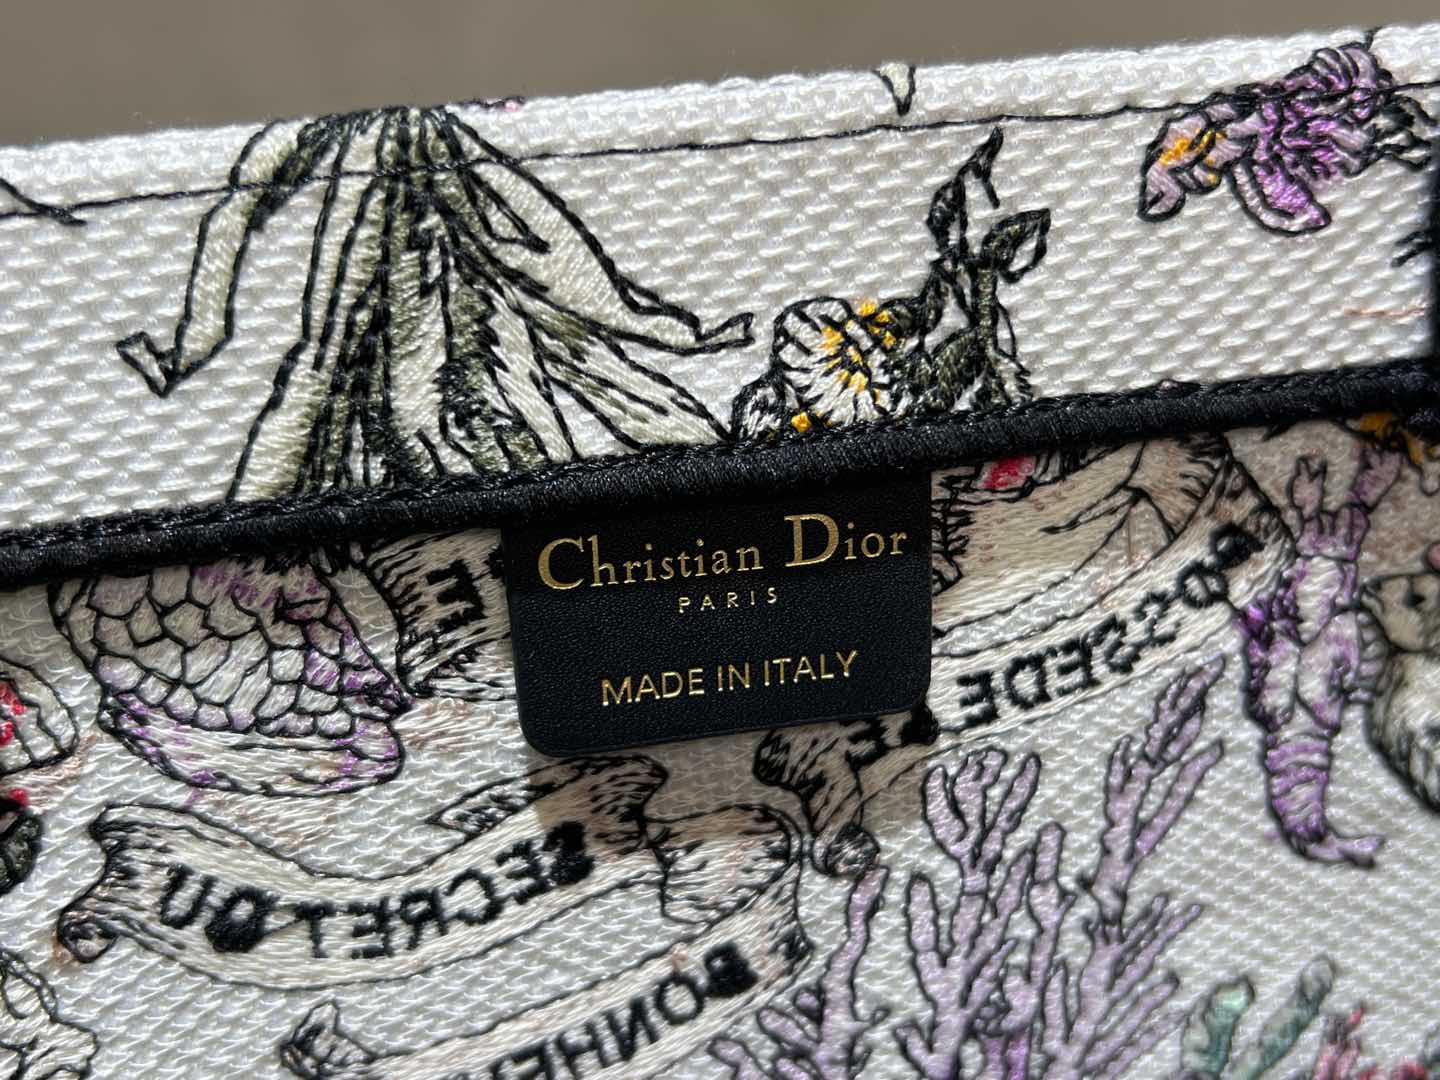 Christian Dior
PARIS
MADE IN ITALY
POSSEDE
SECRET DU
BONHE